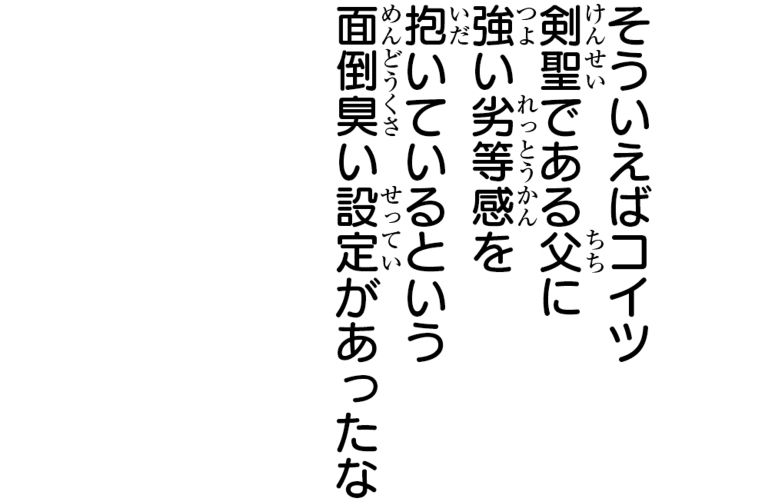 そういえばコイツ
剣聖である父に
強い劣等感を
抱いているという
面倒臭い設定があったな